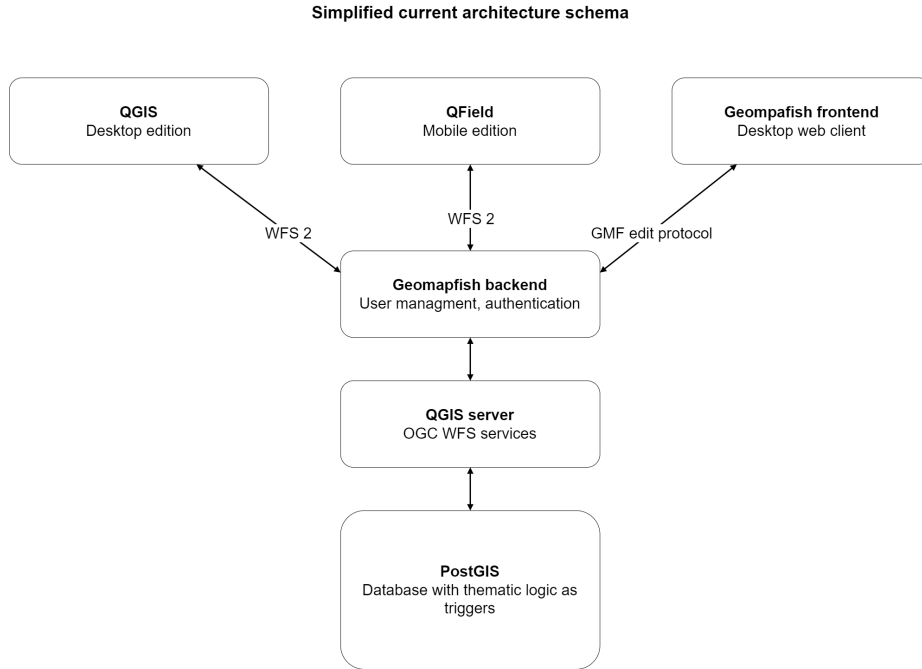 Simplified current architecture schema
QGIS
Desktop edition
QField
Mobile edition
Geompafish frontend
Desktop web client
WFS 2
WFS 2
GMF edit protocol
Geomapfish backend
User managment, authentication
QGIS server
OGC WFS services
PostGIS
Database with thematic logic as
triggers